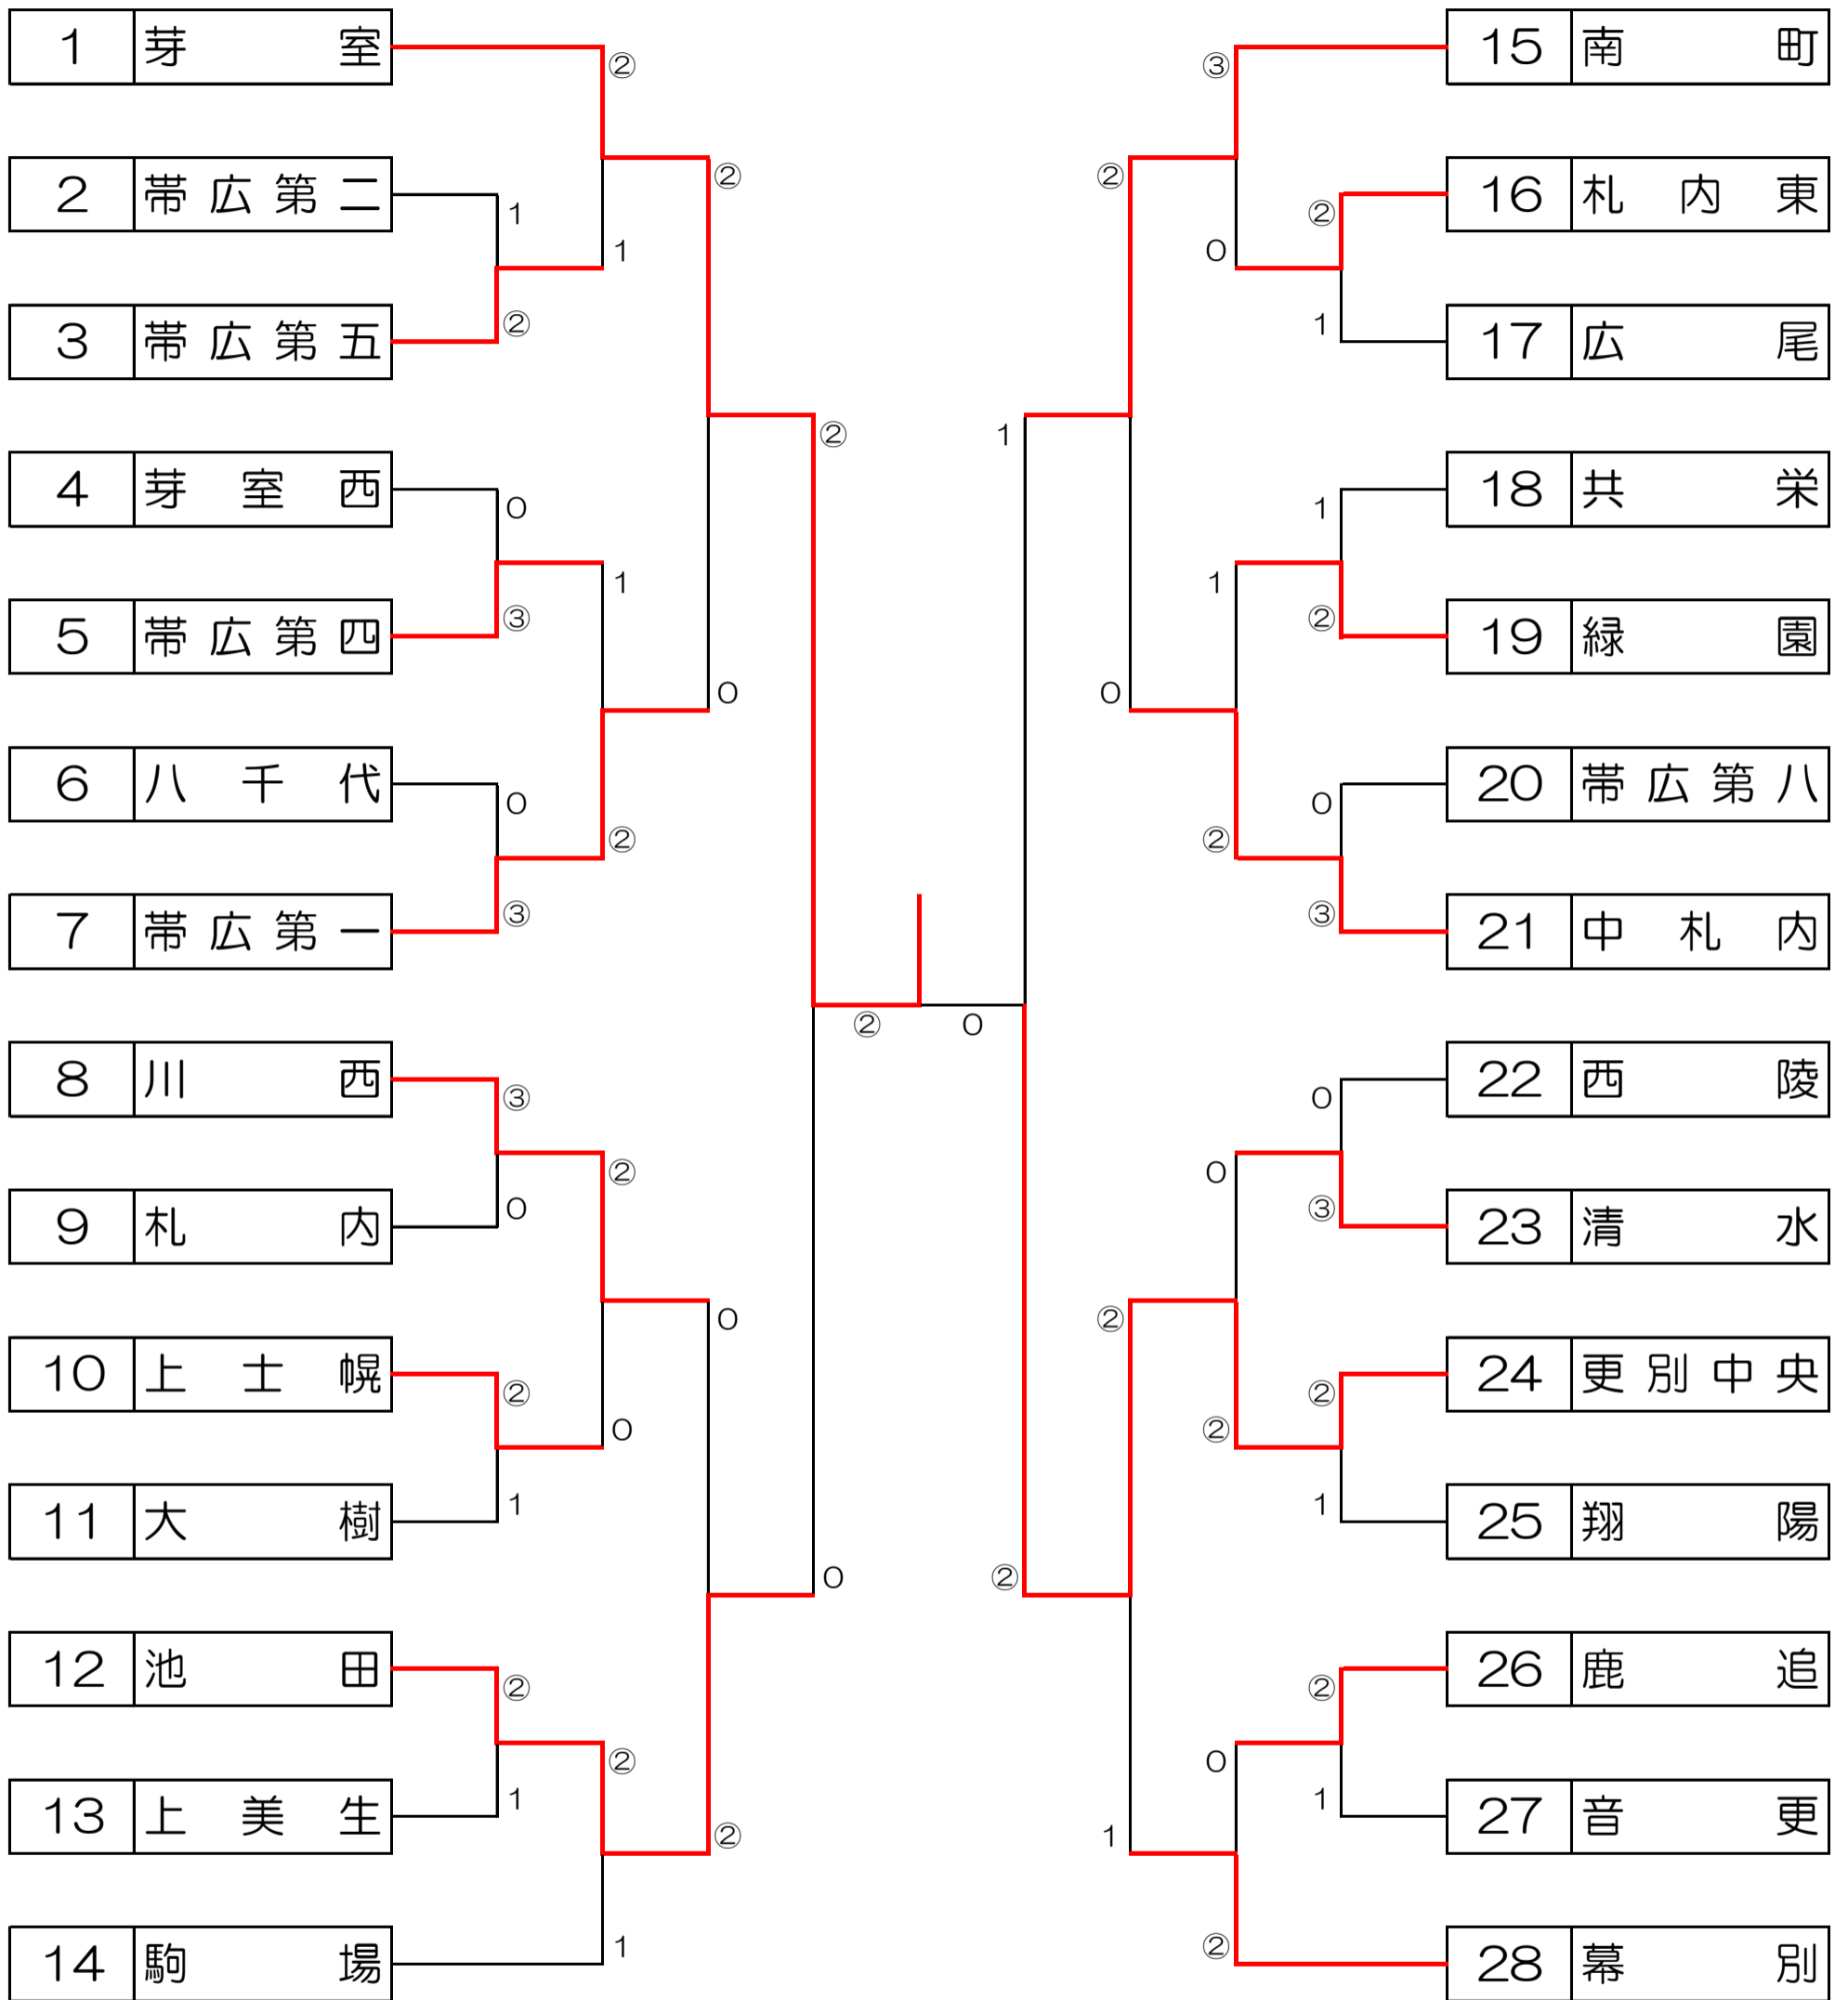 1 芽室
②
2 帯広第二
1
②
1
3 帯広第五
②
4 芽室西
0
②
1
5 帯広第四
③
0
6 八千代
0
②
7 帯広第一
③
② 0
8 川西
③
②
9 札内
0
0
10 上士幌
②
0
11 大樹
1
0
12 池田
②
②
13 上美生
1
②
14 駒場
1
15 南町
③
②
16 札内東
②
0
17 広尾
1
1
18 共栄
1
1
19 緑園
②
0
20 帯広第八
0
②
21 中札内
③
22 西陵
0
0
23 清水
③
②
24 更別中央
②
②
25 翔陽
1
②
26 鹿追
②
0
27 音更
1
1
28 幕別
②